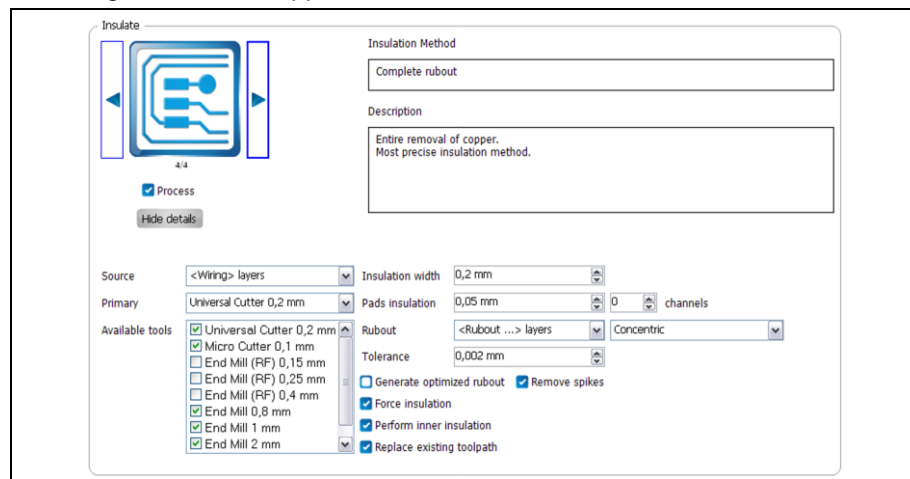 Insulate
4/4
Process
Hide details
Insulation Method
Complete rubout
Description
Entire removal of copper.
Most precise insulation method.
Source <Wiring> layers
Primary Universal Cutter 0,2 mm
Available tools
Universal Cutter 0,2 mm
Micro Cutter 0,1 mm
End Mill (RF) 0,15 mm
End Mill (RF) 0,25 mm
End Mill (RF) 0,4 mm
End Mill 0,8 mm
End Mill 1 mm
End Mill 2 mm
Insulation width 0,2 mm
Pads insulation 0,05 mm 0 channels
Rubout <Rubout ...> layers Concentric
Tolerance 0,002 mm
Generate optimized rubout Remove spikes
Force insulation
Perform inner insulation
Replace existing toolpath